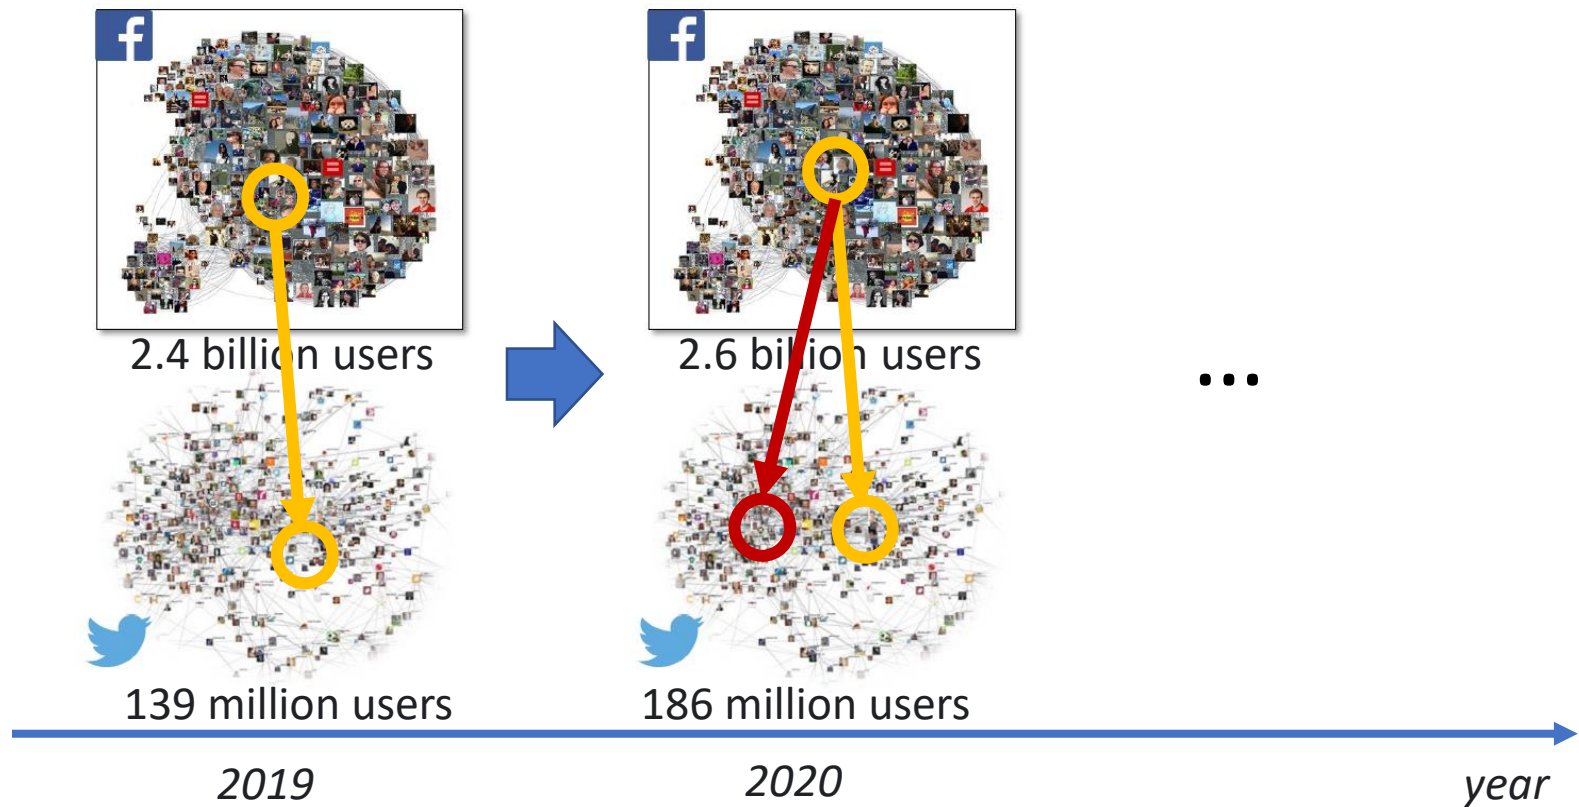 2.4 billion users
2.6 billion users
...
139 million users
186 million users
2019
2020
year